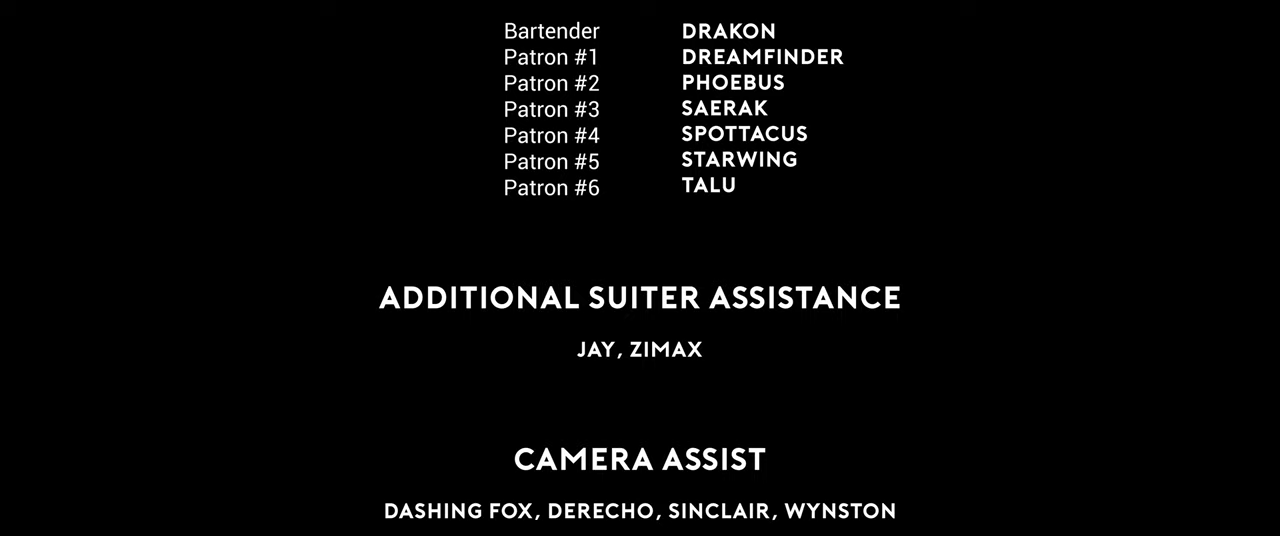 Bartender DRAKON
Patron #1 DREAMFINDER
Patron #2 PHOEBUS
Patron #3 SAERAK
Patron #4 SPOTTACUS
Patron #5 STARWING
Patron #6 TALU
ADDITIONAL SUITER ASSISTANCE
JAY, ZIMAX
CAMERA ASSIST
DASHING FOX, DERECHO, SINCLAIR, WYNSTON